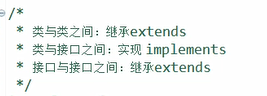 /*
* 类与类之间：继承extends
* 类与接口之间：实现 implements
* 接口与接口之间：继承extends
*/